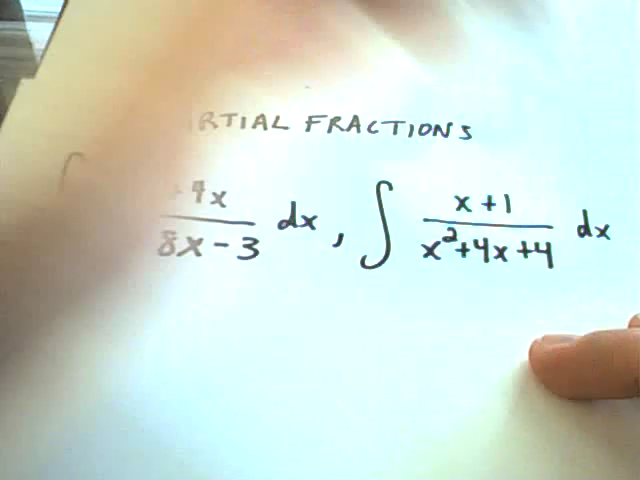 RTIAL FRACTIONS
∫ +4x / 8x - 3 dx , ∫ x + 1 / x² + 4x + 4 dx